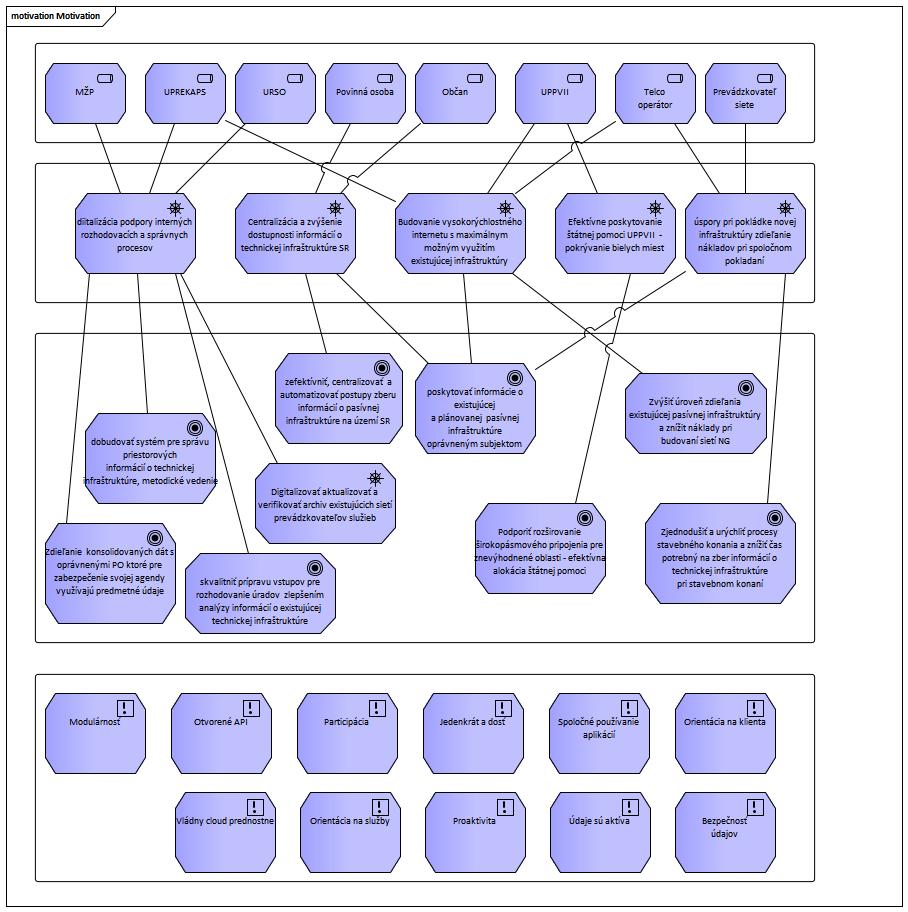 motivation Motivation
MŽP
UPREKAPS
URSO
Povinná osoba
Občan
UPPVII
Telco
operátor
Prevádzkovateľ
siete
diitalizácia podpory interných
rozhodovacích a správnych
procesov
Centralizácia a zvýšenie
dostupnosti informácií o
technickej infraštruktúre SR
Budovanie vysokorýchlostného
internetu s maximálnym
možným využitím
existujúcej infraštruktúry
Efektívne poskytovanie
štátnej pomoci UPPVII -
pokrývanie bielych miest
úspory pri pokládke novej
infraštruktúry zdieľanie
nákladov pri spoločnom
pokladaní
zefektívniť, centralizovať a
automatizovať postupy zberu
informácií o pasívnej
infraštruktúre na území SR
poskytovať informácie o
existujúcej
a plánovanej pasívnej
infraštruktúre
oprávneným subjektom
Zvýšiť úroveň zdieľania
existujúcej pasívnej infraštruktúry
a znížiť náklady pri
budovaní sietí NG
dobudovať systém pre správu
priestorových
informácií o technickej
infraštruktúre, metodické vedenie
Digitalizovať aktualizovať a
verifikovať archív existujúcich sietí
prevádzkovateľov služieb
Zdieľanie konsolidovaných dát s
oprávnenými PO ktoré pre
zabezpečenie svojej agendy
využívajú predmetné údaje
skvalitniť prípravu vstupov pre
rozhodovanie úradov zlepšením
analýzy informácií o existujúcej
technickej infraštruktúre
Podporiť rozširovanie
širokopásmového pripojenia pre
znevýhodnené oblasti - efektívna
alokácia štátnej pomoci
Zjednodušiť a urýchliť procesy
stavebného konania a znížiť čas
potrebný na zber informácií o
technickej infraštruktúre
pri stavebnom konaní
Modulárnosť
Otvorené API
Participácia
Jedenkrát a dosť
Spoločné používanie
aplikácií
Orientácia na klienta
Vládny cloud prednostne
Orientácia na služby
Proaktivita
Údaje sú aktíva
Bezpečnosť
údajov